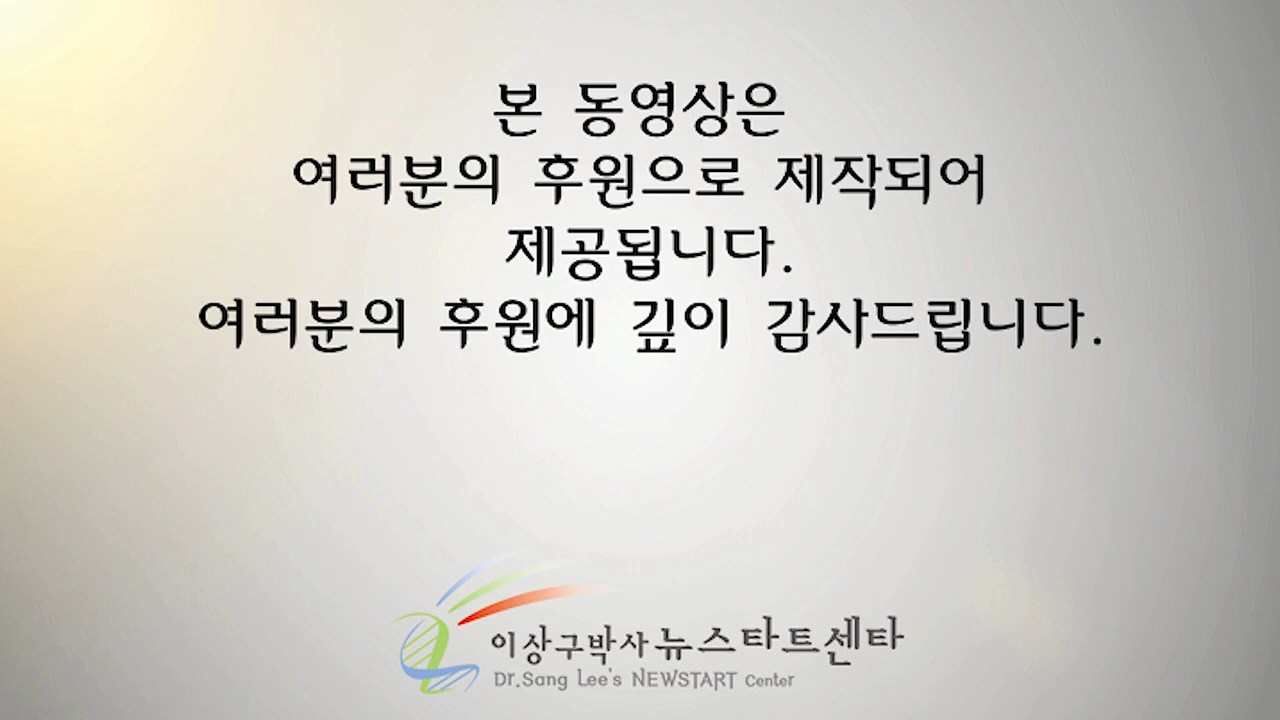 본 동영상은
여러분의 후원으로 제작되어
제공됩니다.
여러분의 후원에 깊이 감사드립니다.
이상구박사 뉴스타트센타
Dr.Sang Lee's NEWSTART Center